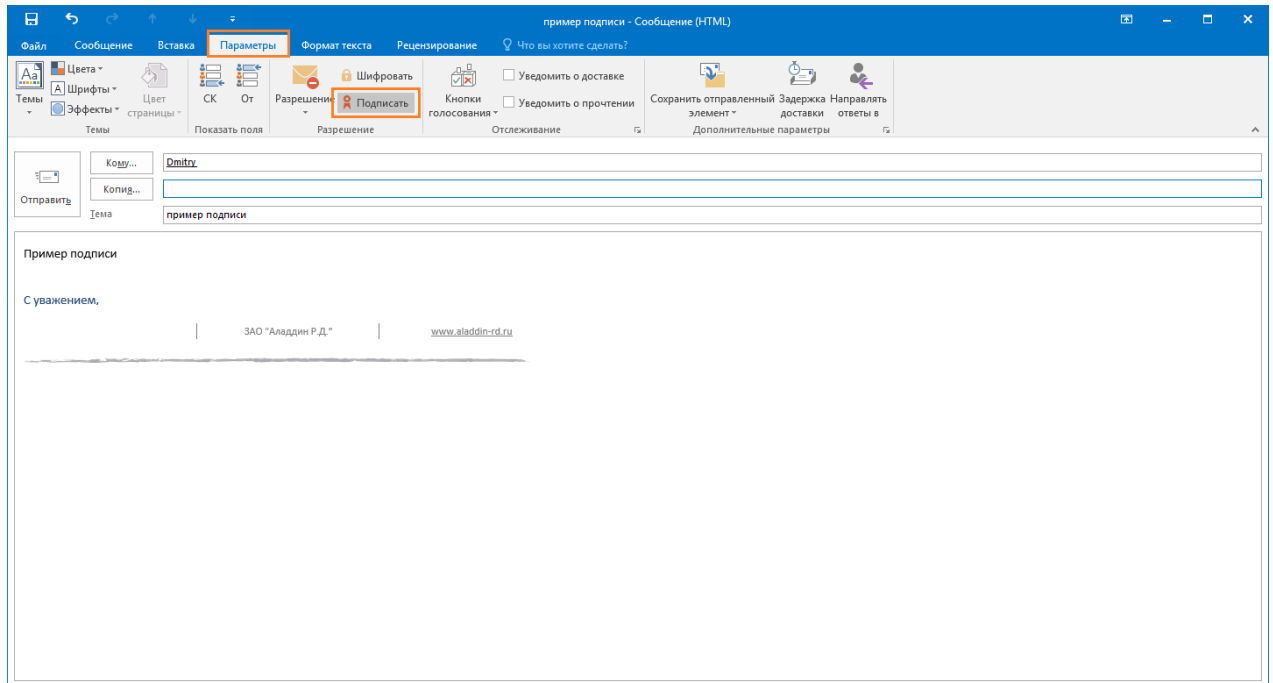 пример подписи - Сообщение (HTML)
Файл Сообщение Вставка Параметры Формат текста Рецензирование Что вы хотите сделать?
Aa
Темы
Цвета
A Шрифты
Эффекты
Цвет страницы
СК
От
Разрешение
Шифровать
Подписать
Кнопки голосования
Уведомить о доставке
Уведомить о прочтении
Сохранить отправленный элемент
Задержка доставки
Направлять ответы в
Темы Показать поля Разрешение Отслеживание Дополнительные параметры
Отправить
Кому... Dmitry
Копия...
Тема пример подписи
Пример подписи
С уважением,
ЗАО "Аладдин Р.Д." www.aladdin-rd.ru